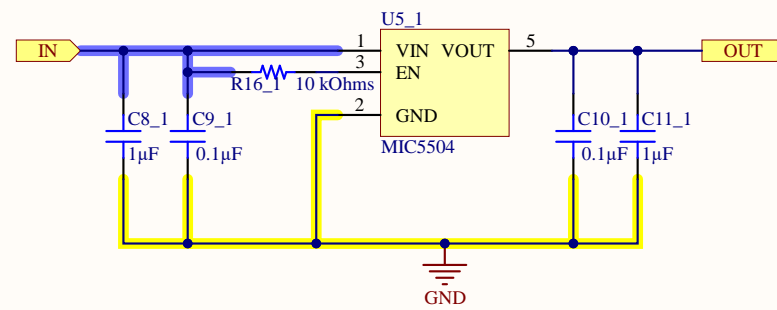 U5_1
IN
1
VIN
VOUT
5
OUT
3
EN
R16_1
10 kOhms
2
GND
C8_1
C9_1
C10_1
C11_1
1µF
0.1µF
MIC5504
0.1µF
1µF
GND